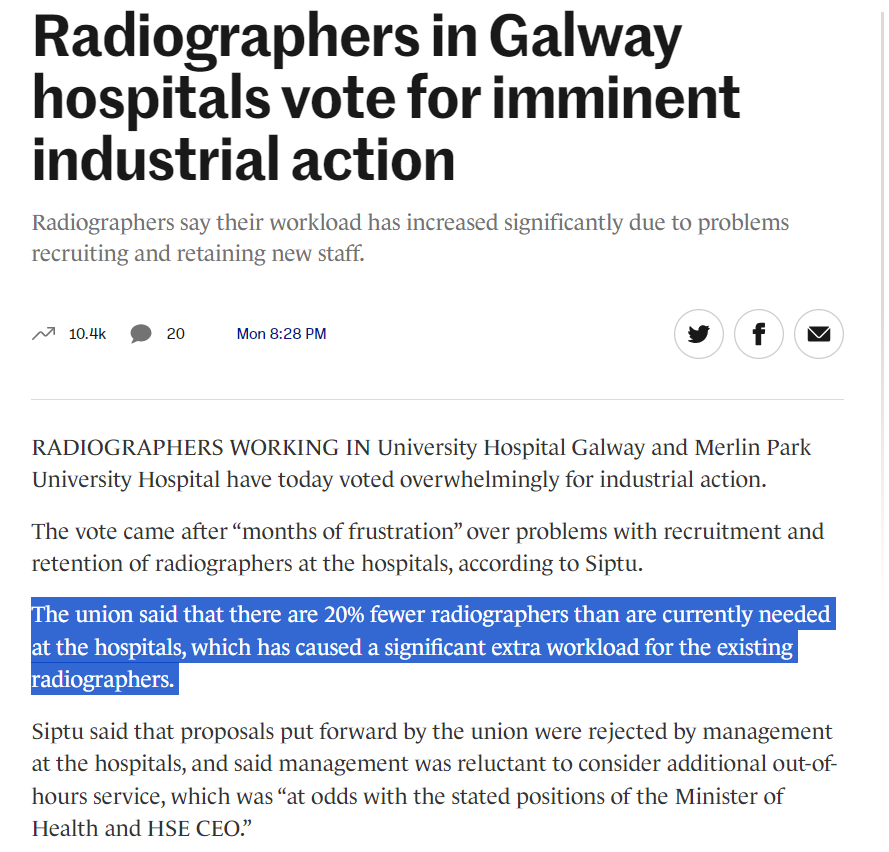 Radiographers in Galway
hospitals vote for imminent
industrial action
Radiographers say their workload has increased significantly due to problems
recruiting and retaining new staff.
10.4k 20 Mon 8:28 PM
RADIOGRAPHERS WORKING IN University Hospital Galway and Merlin Park
University Hospital have today voted overwhelmingly for industrial action.
The vote came after “months of frustration” over problems with recruitment and
retention of radiographers at the hospitals, according to Siptu.
The union said that there are 20% fewer radiographers than are currently needed
at the hospitals, which has caused a significant extra workload for the existing
radiographers.
Siptu said that proposals put forward by the union were rejected by management
at the hospitals, and said management was reluctant to consider additional out-of-
hours service, which was “at odds with the stated positions of the Minister of
Health and HSE CEO.”